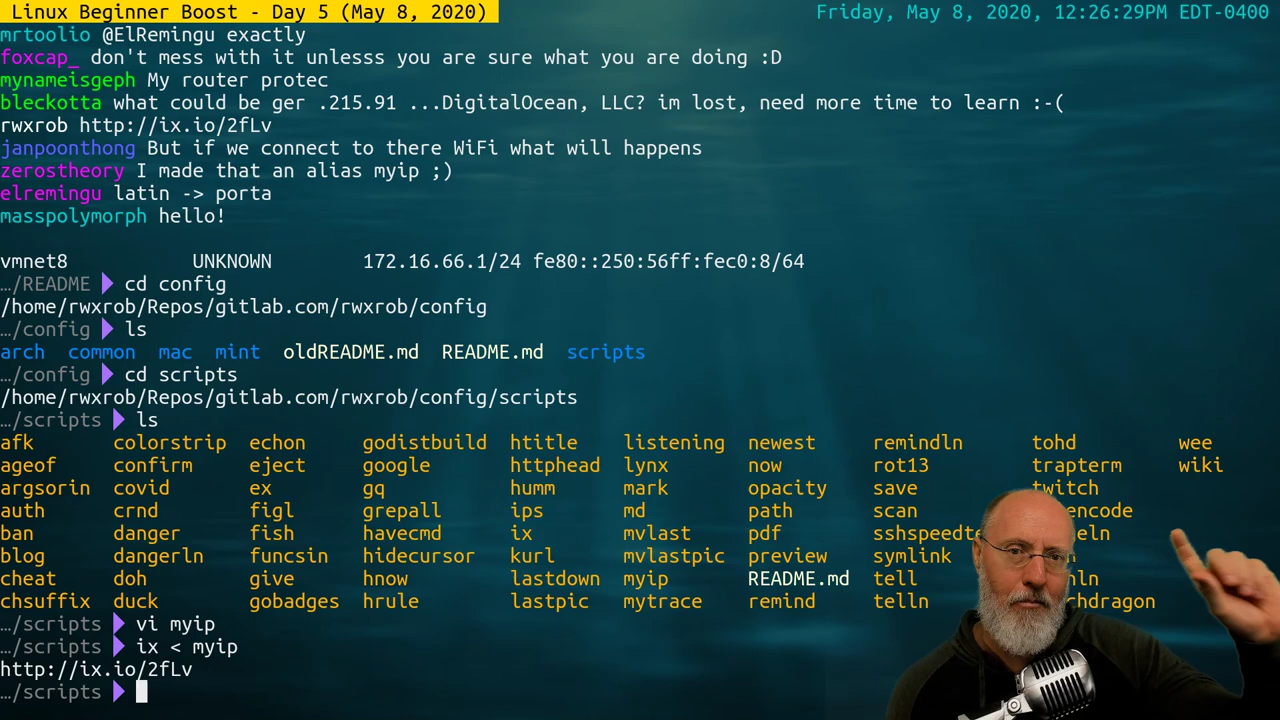 Linux Beginner Boost - Day 5 (May 8, 2020) Friday, May 8, 2020, 12:26:29PM EDT-0400
mrtoolio @ElRemingu exactly
foxcap_ don't mess with it unlesss you are sure what you are doing :D
mynameisgeph My router protec
bleckotta what could be ger .215.91 ...DigitalOcean, LLC? im lost, need more time to learn :-(
rwxrob http://ix.io/2fLv
janpoonthong But if we connect to there WiFi what will happens
zerostheory I made that an alias myip ;)
elremingu latin -> porta
masspolymorph hello!
vmnet8 UNKNOWN 172.16.66.1/24 fe80::250:56ff:fec0:8/64
…/README cd config
/home/rwxrob/Repos/gitlab.com/rwxrob/config
…/config ls
arch common mac mint oldREADME.md README.md scripts
…/config cd scripts
/home/rwxrob/Repos/gitlab.com/rwxrob/config/scripts
…/scripts ls
afk colorstrip echon godistbuild htitle listening newest remindln tohd wee
ageof confirm eject google httphead lynx now rot13 trapterm wiki
argsorin covid ex gq humm mark opacity save twitch
auth crnd figl grepall ips md path scan encode
ban danger fish havecmd ix mvlast pdf sshspeedte eln
blog dangerln funcsin hidecursor kurl mvlastpic preview symlink
cheat doh give hnow lastdown myip README.md tell nln
chsuffix duck gobadges hrule lastpic mytrace remind telln chdragon
…/scripts vi myip
…/scripts ix < myip
http://ix.io/2fLv
…/scripts